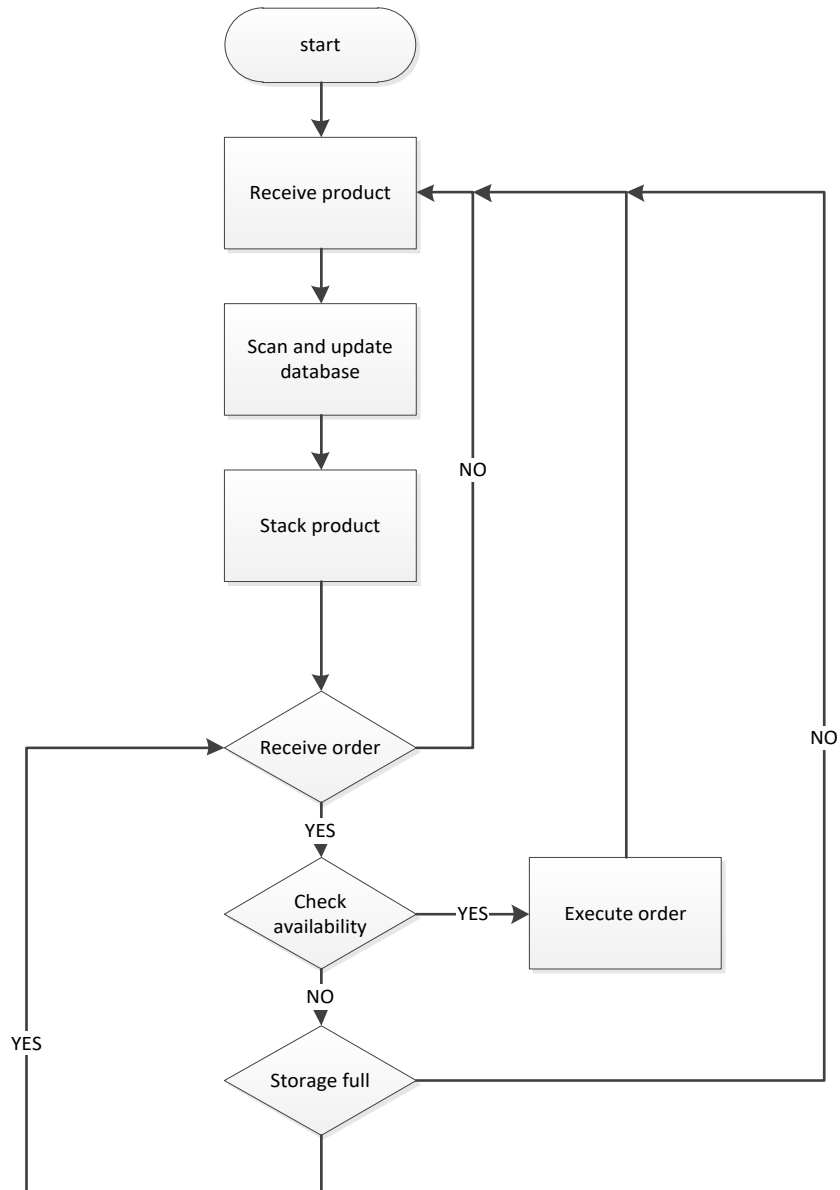 start
Receive product
Scan and update
database
Stack product
NO
Receive order
NO
YES
Check
availability
YES
Execute order
NO
YES
Storage full